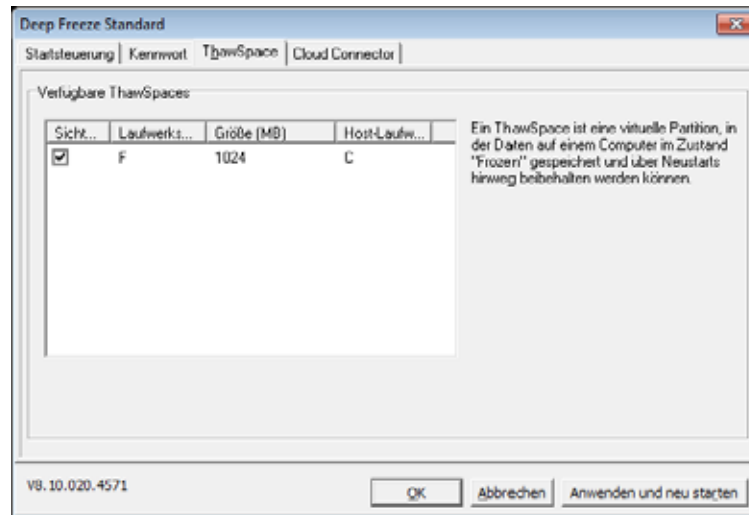 Deep Freeze Standard
Startsteuerung Kennwort ThawSpace Cloud Connector
Verfügbare ThawSpaces
Sicht... Laufwerks... Größe (MB) Host-Laufw...
F 1024 C
Ein ThawSpace ist eine virtuelle Partition, in
der Daten auf einem Computer im Zustand
"Frozen" gespeichert und über Neustarts
hinweg beibehalten werden können.
V8.10.020.4571
OK Abbrechen Anwenden und neu starten